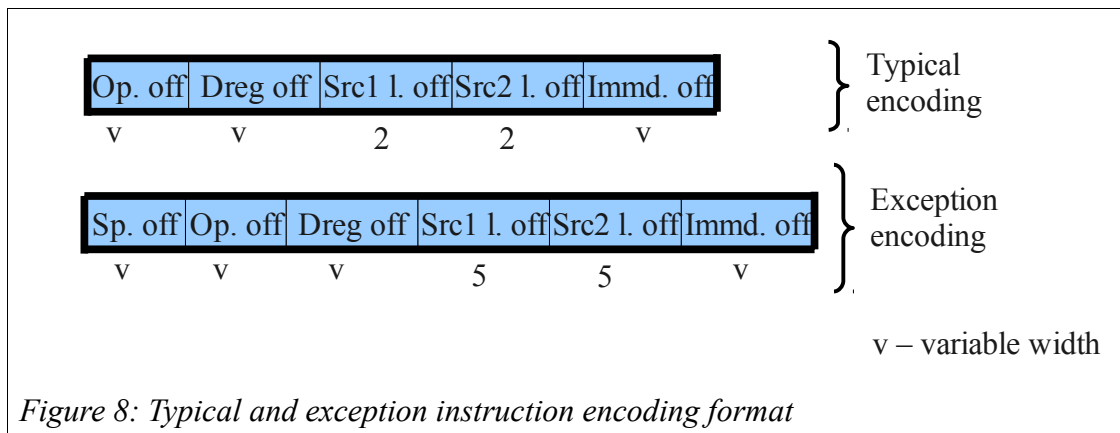 Op. off Dreg off Src1 l. off Src2 l. off Immd. off
v v 2 2 v
Typical
encoding
Sp. off Op. off Dreg off Src1 l. off Src2 l. off Immd. off
v v v 5 5 v
Exception
encoding
v – variable width
Figure 8: Typical and exception instruction encoding format